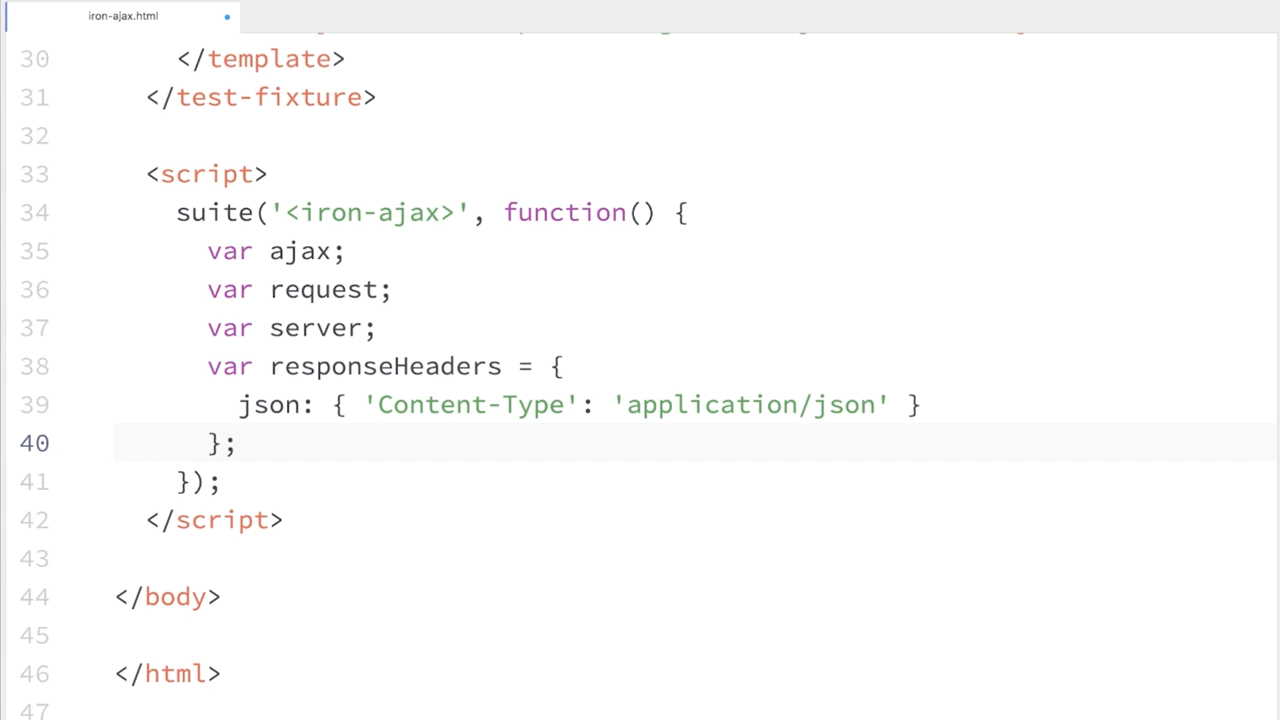 iron-ajax.html
30 </template>
31 </test-fixture>
32
33 <script>
34 suite('<iron-ajax>', function() {
35 var ajax;
36 var request;
37 var server;
38 var responseHeaders = {
39 json: { 'Content-Type': 'application/json' }
40 };
41 });
42 </script>
43
44 </body>
45
46 </html>
47